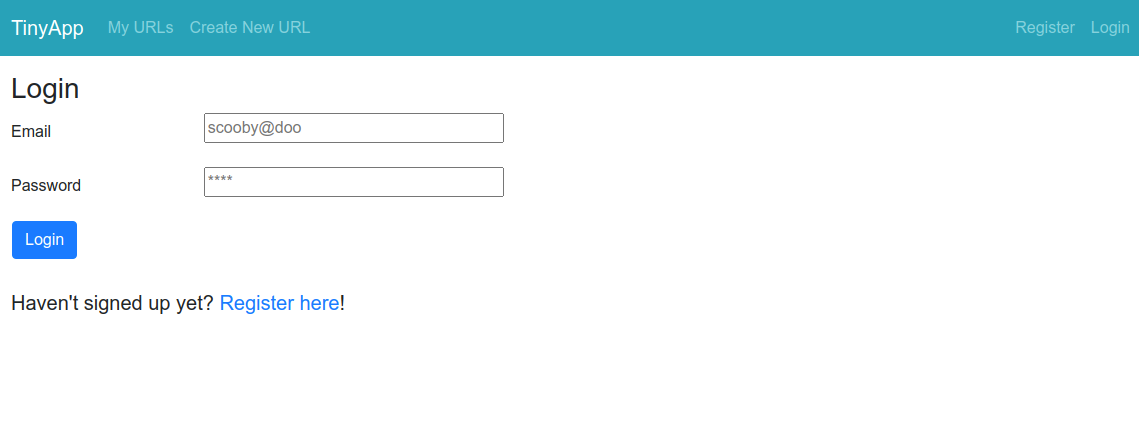 TinyApp My URLs Create New URL Register Login
Login
Email scooby@doo
Password ****
Login
Haven't signed up yet? Register here!